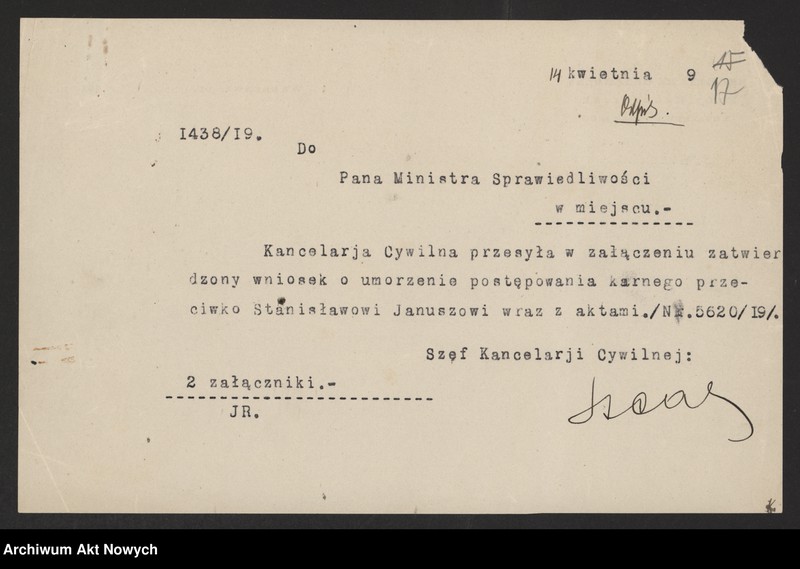 14 kwietnia 9
15
17
Odpis.
1438/19.
Do
Pana Ministra Sprawiedliwości
w miejscu.-
Kancelarja Cywilna przesyła w załączeniu zatwier
dzony wniosek o umorzenie postępowania karnego prze-
ciwko Stanisławowi Januszowi wraz z aktami./Nr.5620/19/.
Szęf Kancelarji Cywilnej:
2 załączniki.-
JR.
Archiwum Akt Nowych